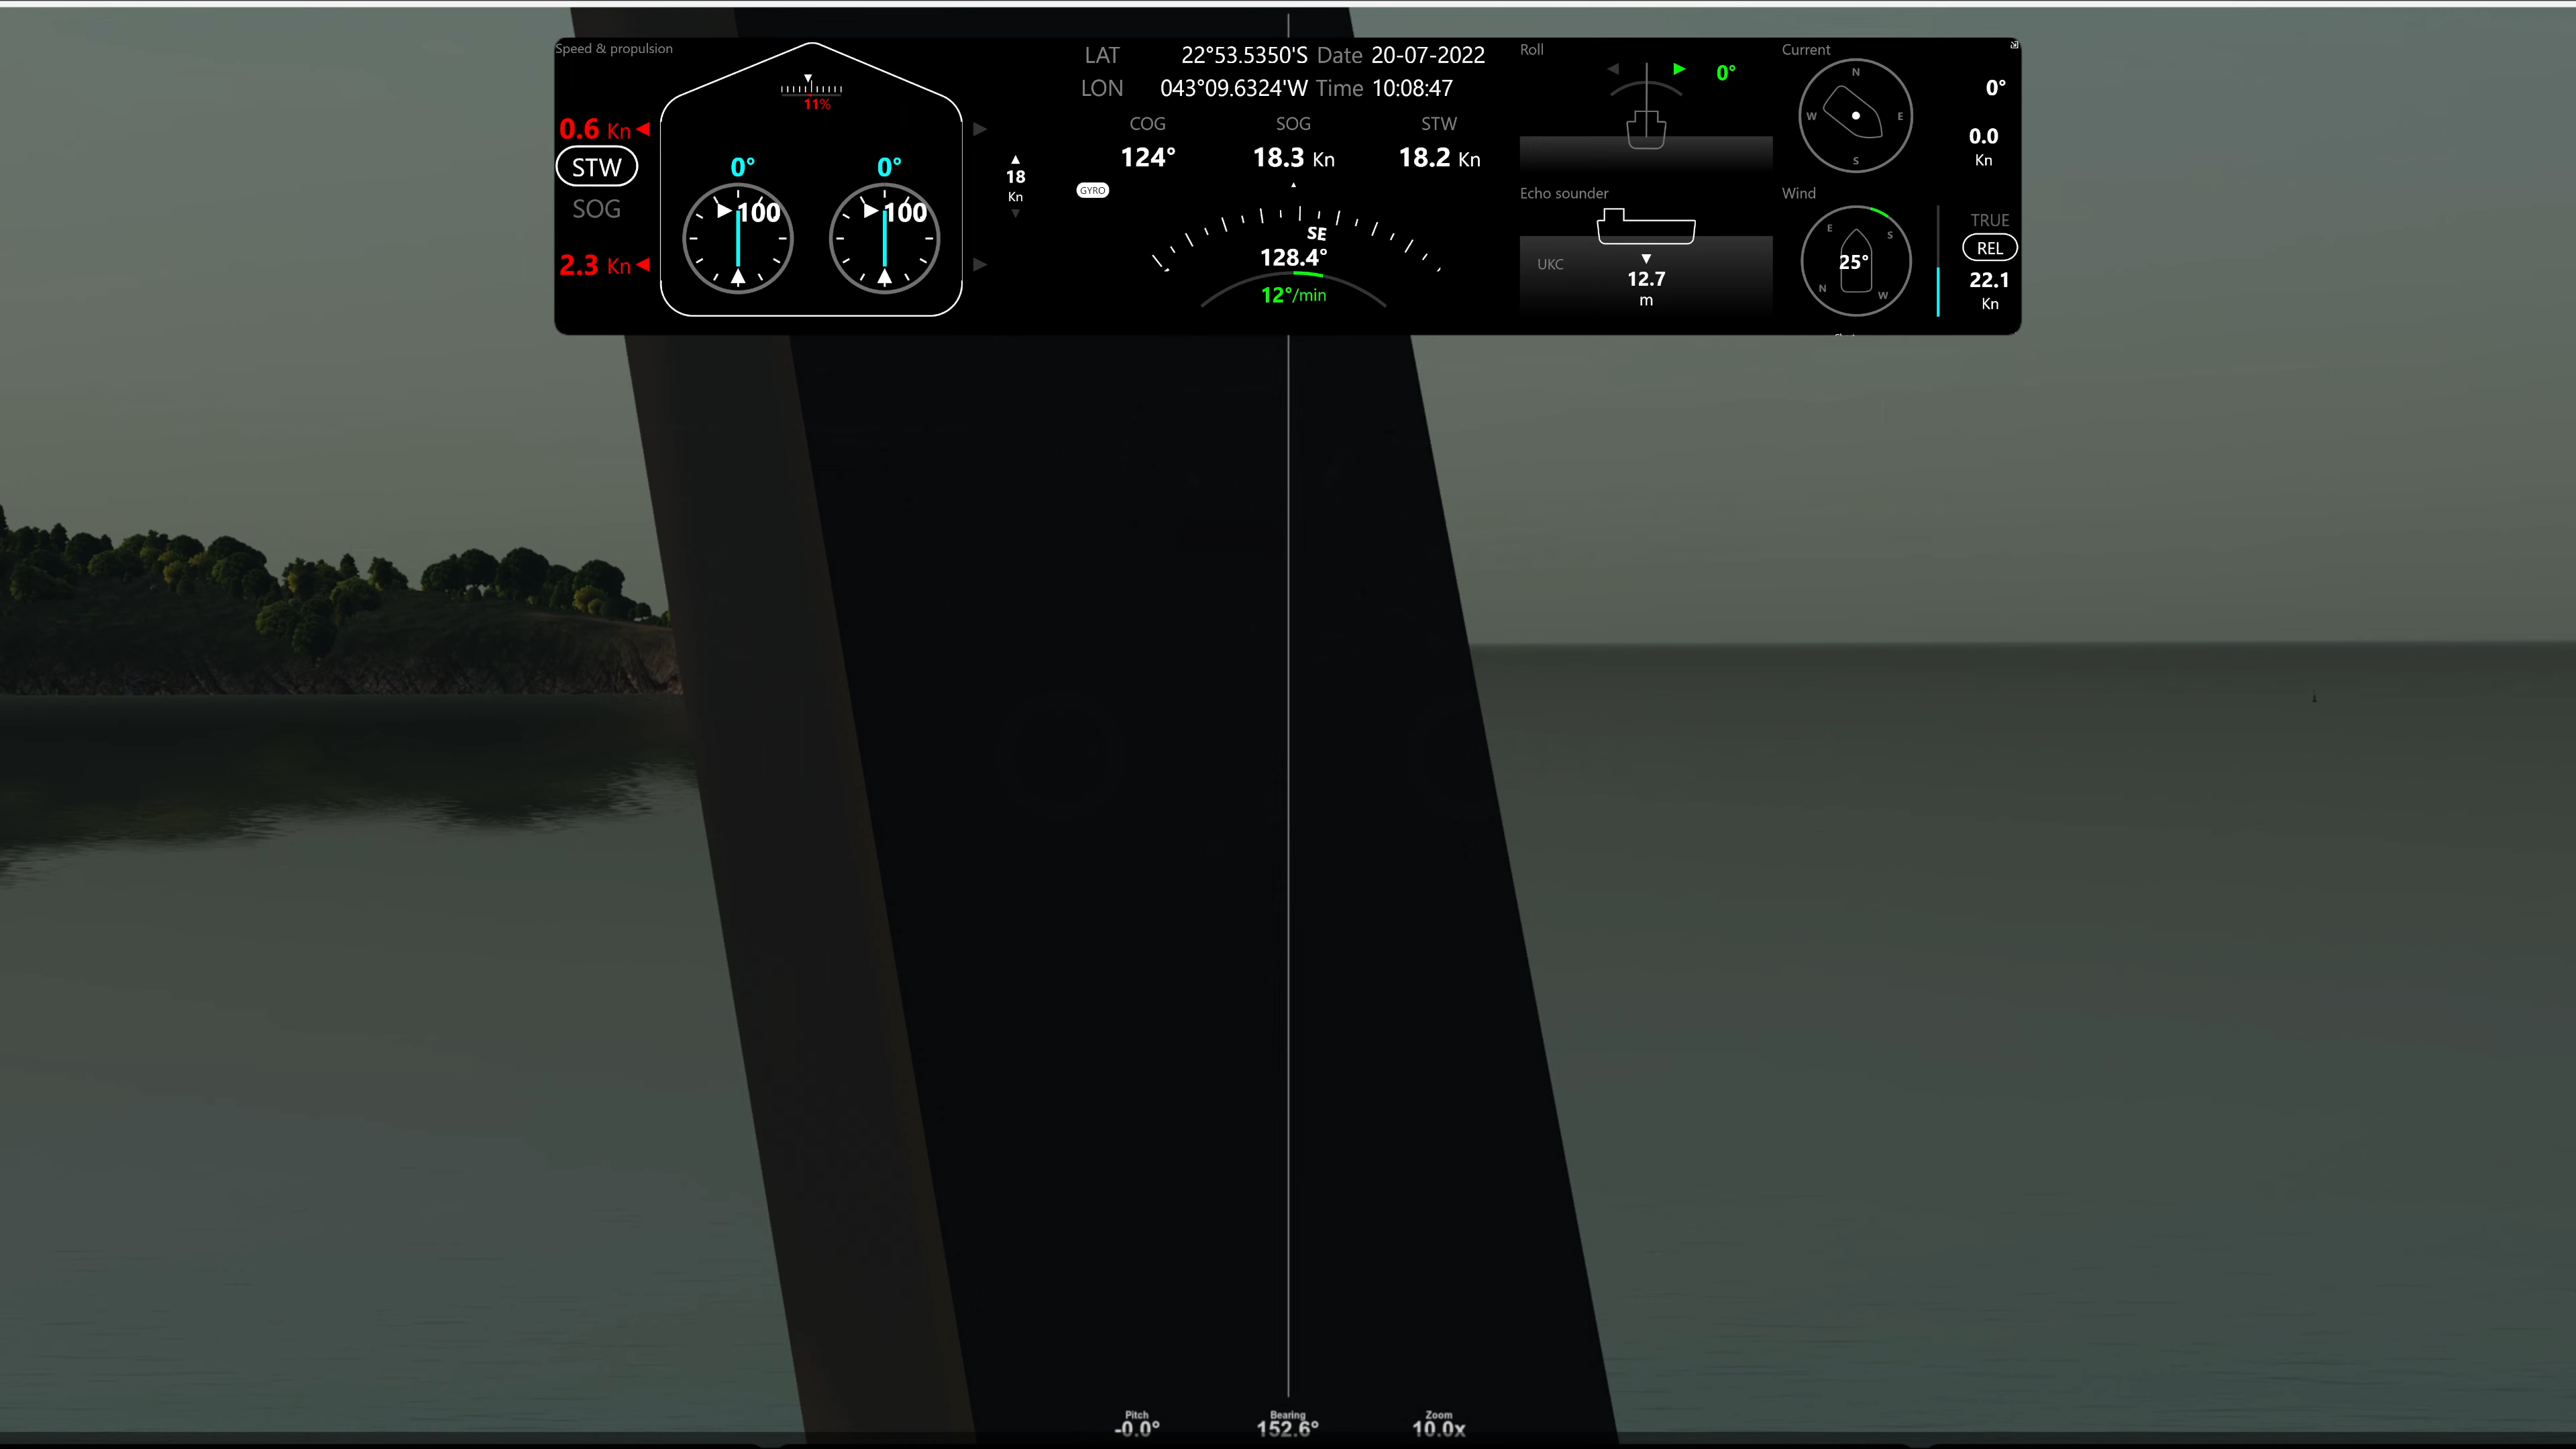 Speed & propulsion
11%
0.6 Kn
STW
SOG
2.3 Kn
0°
0°
100
100
18
Kn
LAT 22°53.5350'S Date 20-07-2022
LON 043°09.6324'W Time 10:08:47
COG SOG STW
124° 18.3 Kn 18.2 Kn
GYRO
SE
128.4°
12°/min
Roll
0°
Echo sounder
UKC
12.7
m
Current
N
W E
S
0°
0.0
Kn
Wind
E S
25°
N W
TRUE
REL
22.1
Kn
Pitch Bearing Zoom
-0.0° 152.6° 10.0x